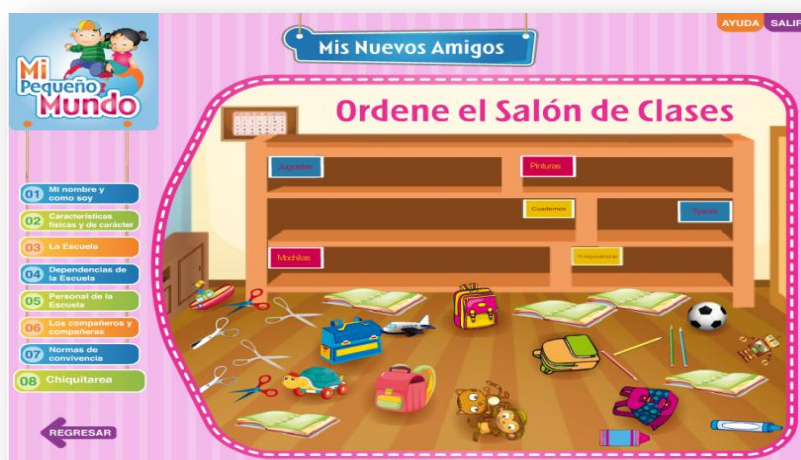 AYUDA SALIR
Mis Nuevos Amigos
Mi
Pequeño
Mundo
Ordene el Salón de Clases
Juguetes
Pinturas
Cuadernos
Tijeras
Mochilas
01 Mi nombre y
como soy
02 Características
físicas y de carácter
03 La Escuela
04 Dependencias de
la Escuela
05 Personal de la
Escuela
06 Los compañeros y
compañeras
07 Normas de
convivencia
08 Chiquitarea
REGRESAR